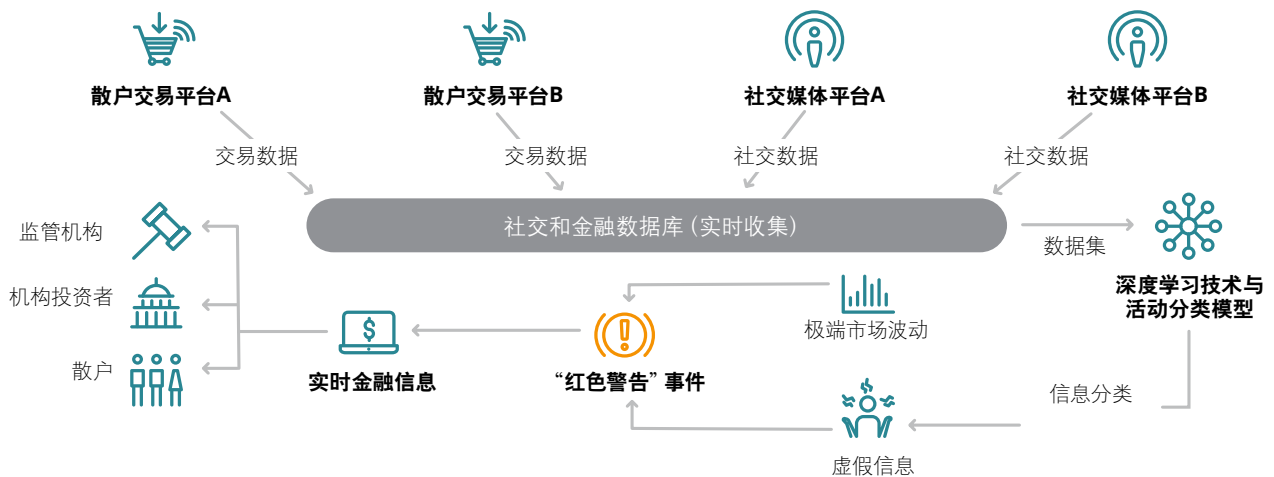 散户交易平台A
散户交易平台B
社交媒体平台A
社交媒体平台B
交易数据
交易数据
社交数据
社交数据
社交和金融数据库 (实时收集)
监管机构
数据集
机构投资者
深度学习技术与
活动分类模型
极端市场波动
散户
实时金融信息
“红色警告” 事件
信息分类
虚假信息